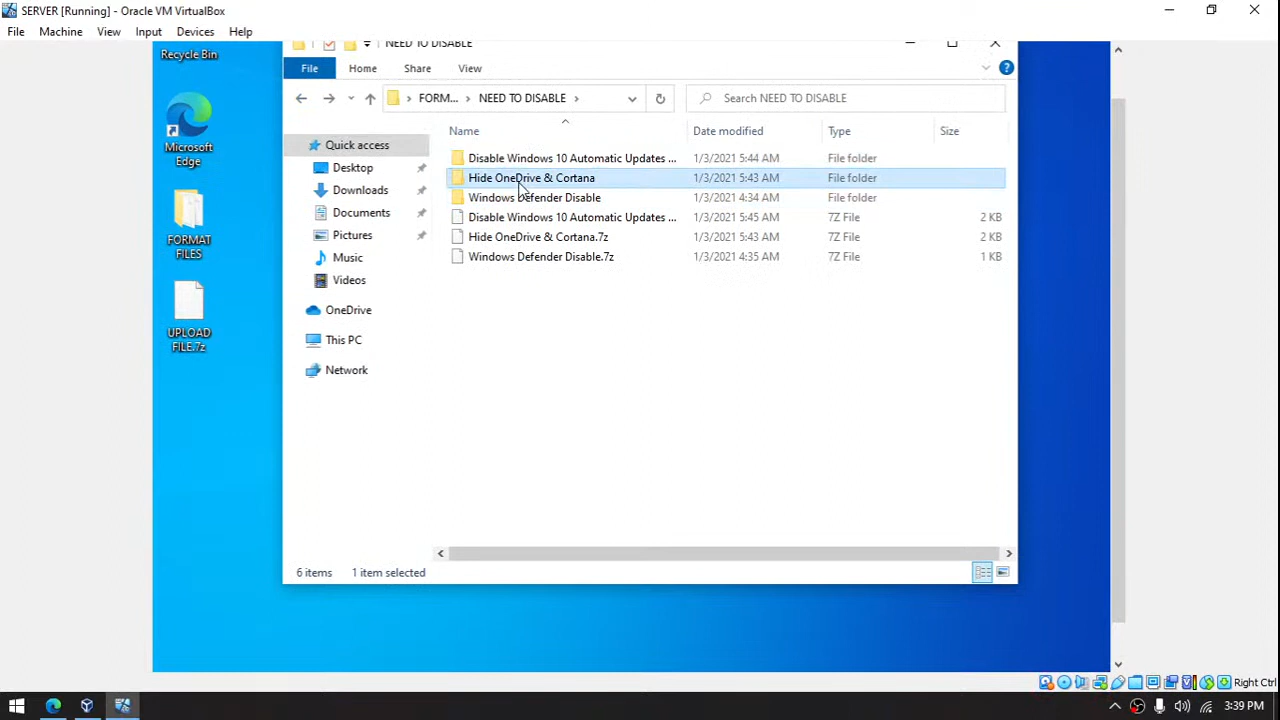 SERVER [Running] - Oracle VM VirtualBox
File Machine View Input Devices Help
Recycle Bin
NEED TO DISABLE
File Home Share View
FORM... NEED TO DISABLE
Search NEED TO DISABLE
Name Date modified Type Size
Quick access
Desktop
Downloads
Documents
Pictures
Music
Videos
OneDrive
This PC
Network
Disable Windows 10 Automatic Updates ... 1/3/2021 5:44 AM File folder
Hide OneDrive & Cortana 1/3/2021 5:43 AM File folder
Windows Defender Disable 1/3/2021 4:34 AM File folder
Disable Windows 10 Automatic Updates ... 1/3/2021 5:45 AM 7Z File 2 KB
Hide OneDrive & Cortana.7z 1/3/2021 5:43 AM 7Z File 2 KB
Windows Defender Disable.7z 1/3/2021 4:35 AM 7Z File 1 KB
Microsoft
Edge
FORMAT
FILES
UPLOAD
FILE.7z
6 items 1 item selected
Right Ctrl
3:39 PM